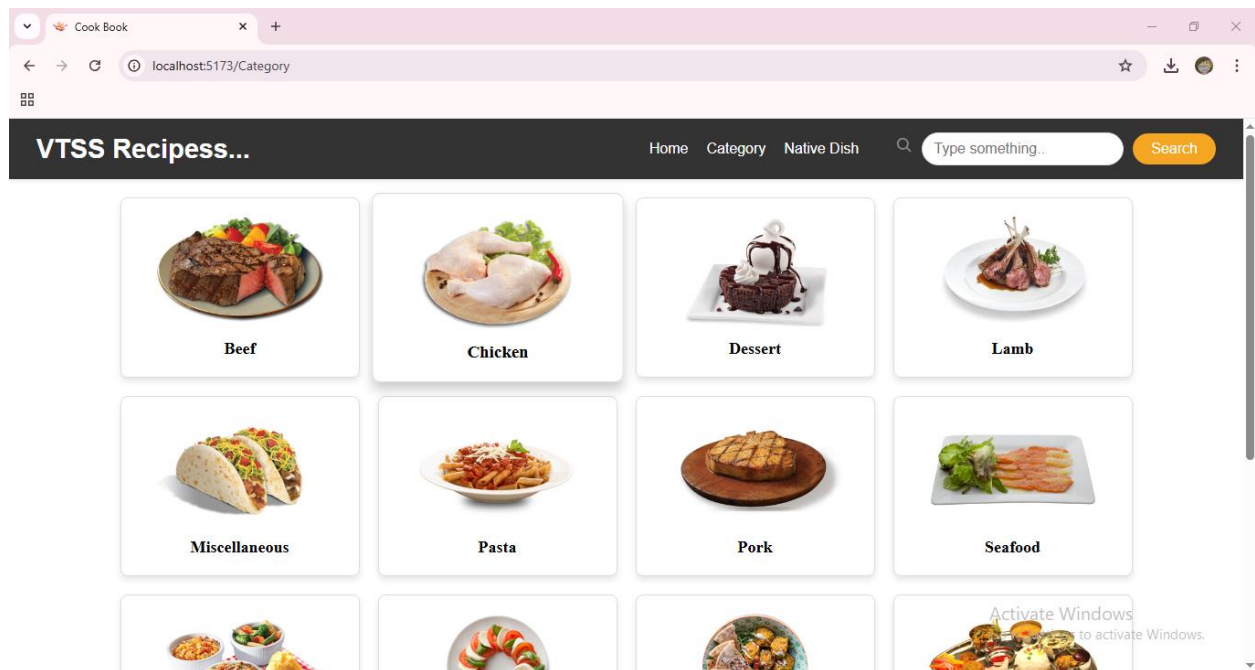 Cook Book
localhost:5173/Category
VTSS Recipess...
Home Category Native Dish Type something.. Search
Beef Chicken Dessert Lamb
Miscellaneous Pasta Pork Seafood
Activate Windows
to activate Windows.